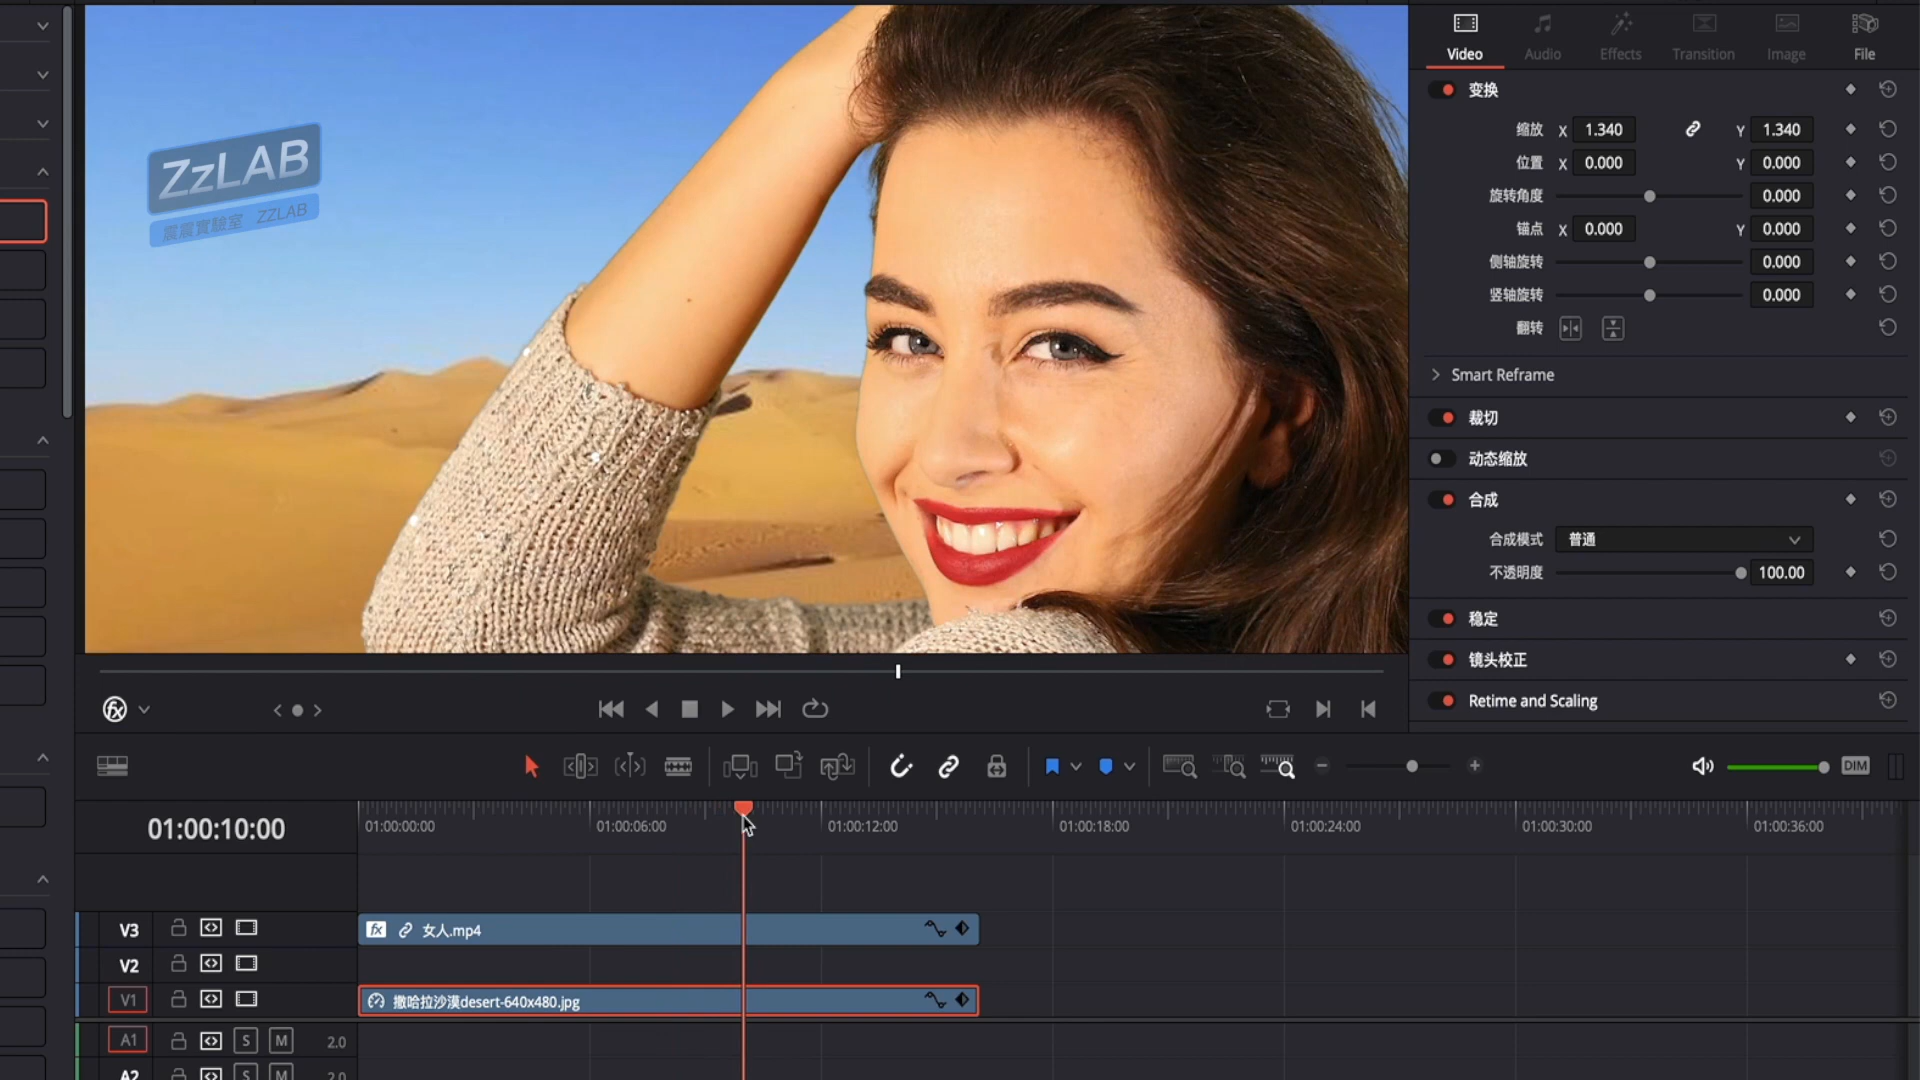 Video Audio Effects Transition Image File
变换
缩放 X 1.340 Y 1.340
位置 X 0.000 Y 0.000
旋转角度 0.000
锚点 X 0.000 Y 0.000
侧轴旋转 0.000
竖轴旋转 0.000
翻转
Smart Reframe
裁切
动态缩放
合成
合成模式 普通
不透明度 100.00
稳定
镜头校正
Retime and Scaling
ZzLAB
震震實驗室 ZZLAB
DIM
01:00:10:00
01:00:00:00 01:00:06:00 01:00:12:00 01:00:18:00 01:00:24:00 01:00:30:00 01:00:36:00
V3 fx 女人.mp4
V2
V1 撒哈拉沙漠desert-640x480.jpg
A1 S M 2.0
A2 S M 2.0